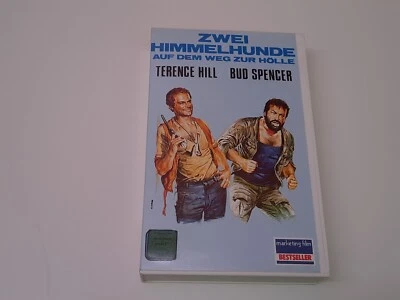 ZWEI
HIMMELHUNDE
AUF DEM WEG ZUR HÖLLE
TERENCE HILL BUD SPENCER
marketing film
BESTSELLER